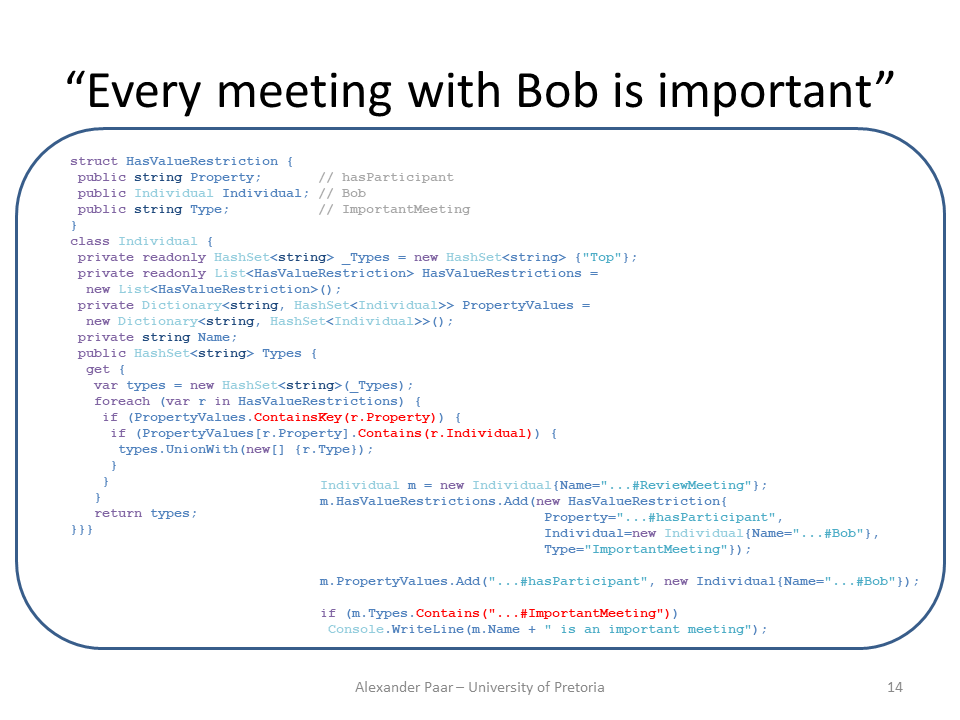 “Every meeting with Bob is important”
struct HasValueRestriction {
 public string Property;       // hasParticipant
 public Individual Individual; // Bob
 public string Type;           // ImportantMeeting
}
class Individual {
 private readonly HashSet<string> _Types = new HashSet<string> {"Top"};
 private readonly List<HasValueRestriction> HasValueRestrictions =
  new List<HasValueRestriction>();
 private Dictionary<string, HashSet<Individual>> PropertyValues =
  new Dictionary<string, HashSet<Individual>>();
 private string Name;
 public HashSet<string> Types {
  get {
   var types = new HashSet<string>(_Types);
   foreach (var r in HasValueRestrictions) {
    if (PropertyValues.ContainsKey(r.Property)) {
     if (PropertyValues[r.Property].Contains(r.Individual)) {
      types.UnionWith(new[] {r.Type});
     }
    }
   }
   return types;
}}}
Individual m = new Individual{Name="...#ReviewMeeting"};
m.HasValueRestrictions.Add(new HasValueRestriction{
                            Property="...#hasParticipant",
                            Individual=new Individual{Name="...#Bob"},
                            Type="ImportantMeeting"});
m.PropertyValues.Add("...#hasParticipant", new Individual{Name="...#Bob"});
if (m.Types.Contains("...#ImportantMeeting"))
 Console.WriteLine(m.Name + " is an important meeting");
Alexander Paar – University of Pretoria
14